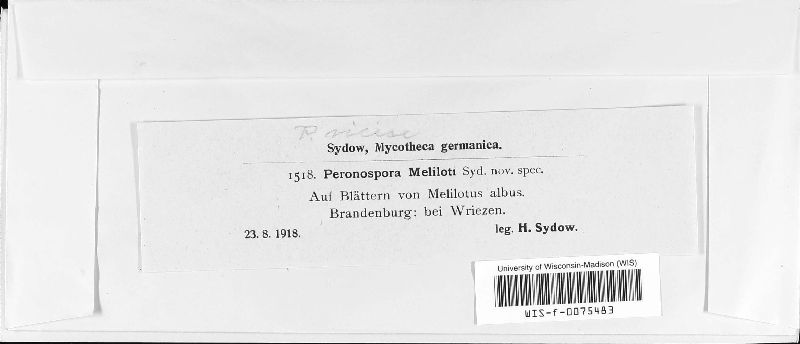 P. viciae
Sydow, Mycotheca germanica.
1518. Peronospora Meliloti Syd. nov. spec.
Auf Blättern von Melilotus albus.
Brandenburg: bei Wriezen.
23. 8. 1918. leg. H. Sydow.
University of Wisconsin-Madison (WIS)
WIS-f-0075483